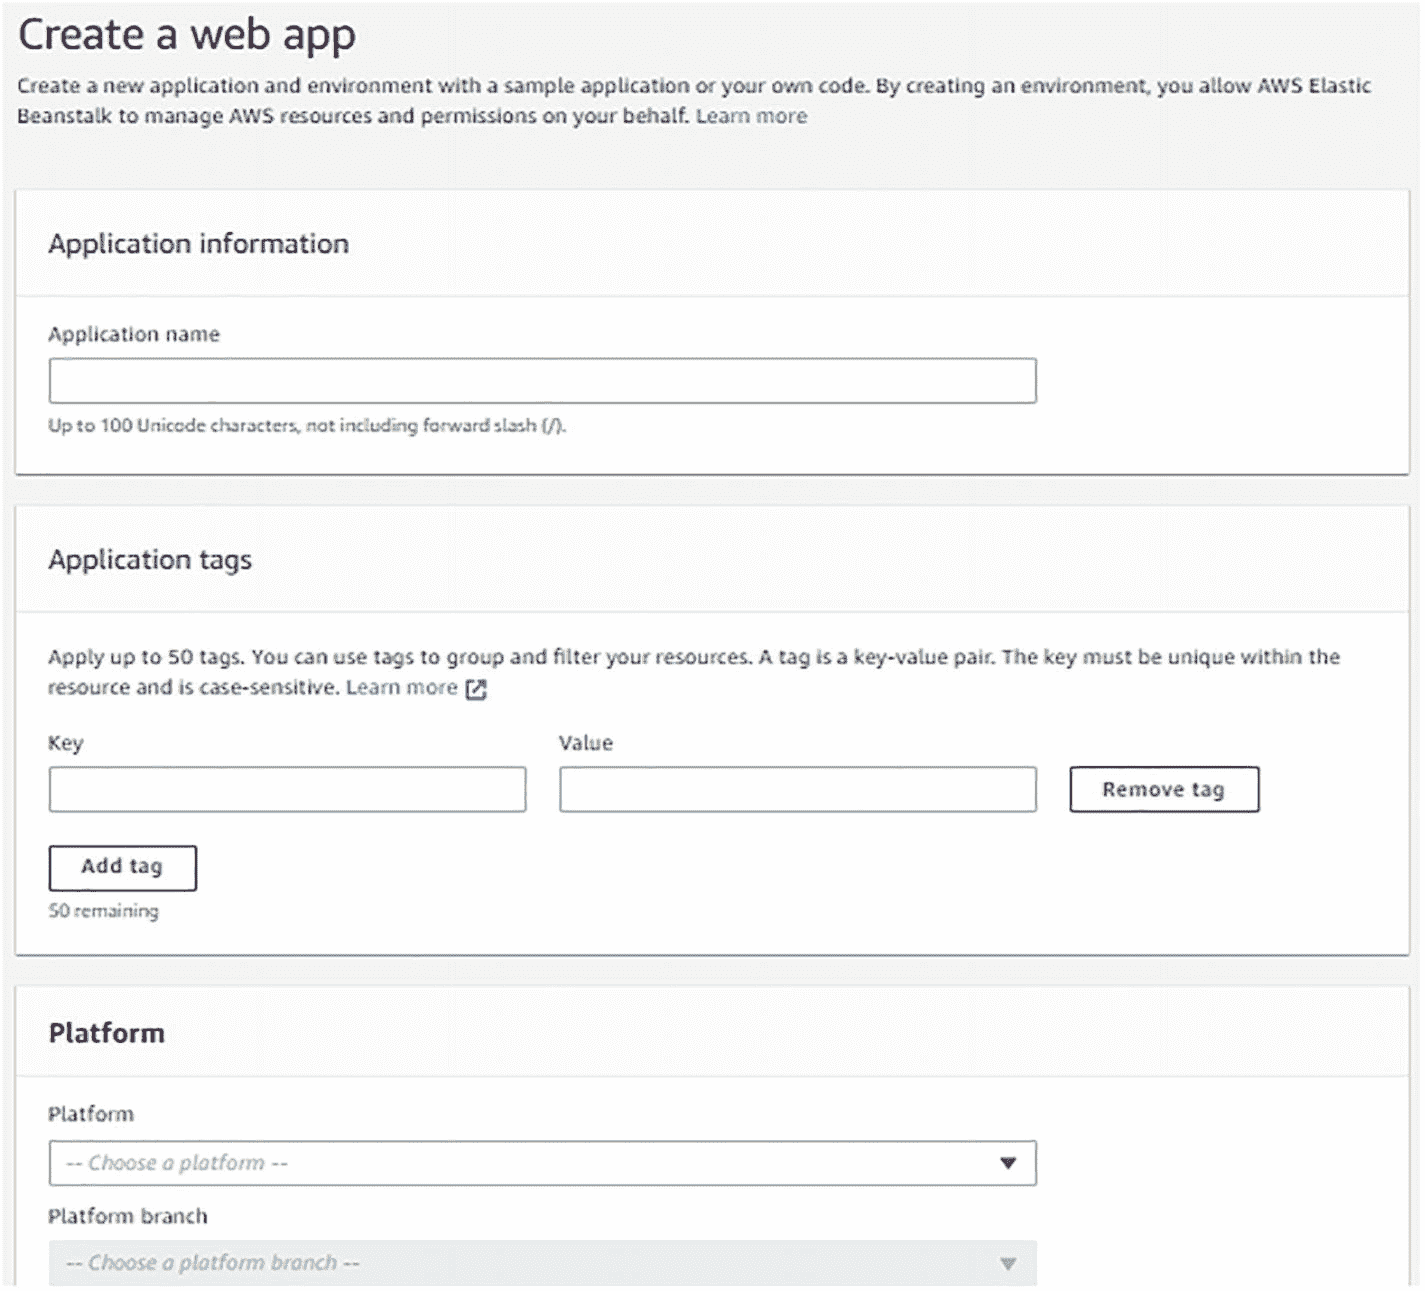 Create a web app
Create a new application and environment with a sample application or your own code. By creating an environment, you allow AWS Elastic
Beanstalk to manage AWS resources and permissions on your behalf. Learn more
Application information
Application name
Up to 100 Unicode characters, not including forward slash (/).
Application tags
Apply up to 50 tags. You can use tags to group and filter your resources. A tag is a key-value pair. The key must be unique within the
resource and is case-sensitive. Learn more
Key Value
Remove tag
Add tag
50 remaining
Platform
Platform
-- Choose a platform --
Platform branch
-- Choose a platform branch --